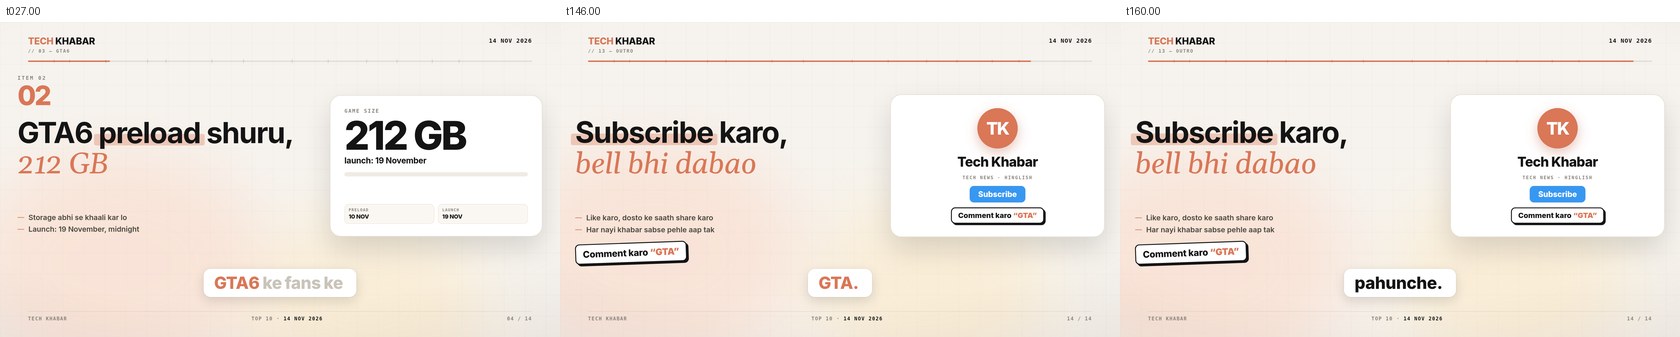 t027.00
TECH KHABAR
// 03 — GTA6
14 NOV 2026
ITEM 02
02
GTA6 preload shuru,
212 GB
— Storage abhi se khaali kar lo
— Launch: 19 November, midnight
GAME SIZE
212 GB
launch: 19 November
PRELOAD
10 NOV
LAUNCH
19 NOV
GTA6 ke fans ke
TECH KHABAR
TOP 10 · 14 NOV 2026
04 / 14
t146.00
TECH KHABAR
// 13 — OUTRO
14 NOV 2026
Subscribe karo,
bell bhi dabao
— Like karo, dosto ke saath share karo
— Har nayi khabar sabse pehle aap tak
Comment karo “GTA”
TK
Tech Khabar
TECH NEWS · HINGLISH
Subscribe
Comment karo “GTA”
GTA.
TECH KHABAR
TOP 10 · 14 NOV 2026
14 / 14
t160.00
TECH KHABAR
// 13 — OUTRO
14 NOV 2026
Subscribe karo,
bell bhi dabao
— Like karo, dosto ke saath share karo
— Har nayi khabar sabse pehle aap tak
Comment karo “GTA”
TK
Tech Khabar
TECH NEWS · HINGLISH
Subscribe
Comment karo “GTA”
pahunche.
TECH KHABAR
TOP 10 · 14 NOV 2026
14 / 14